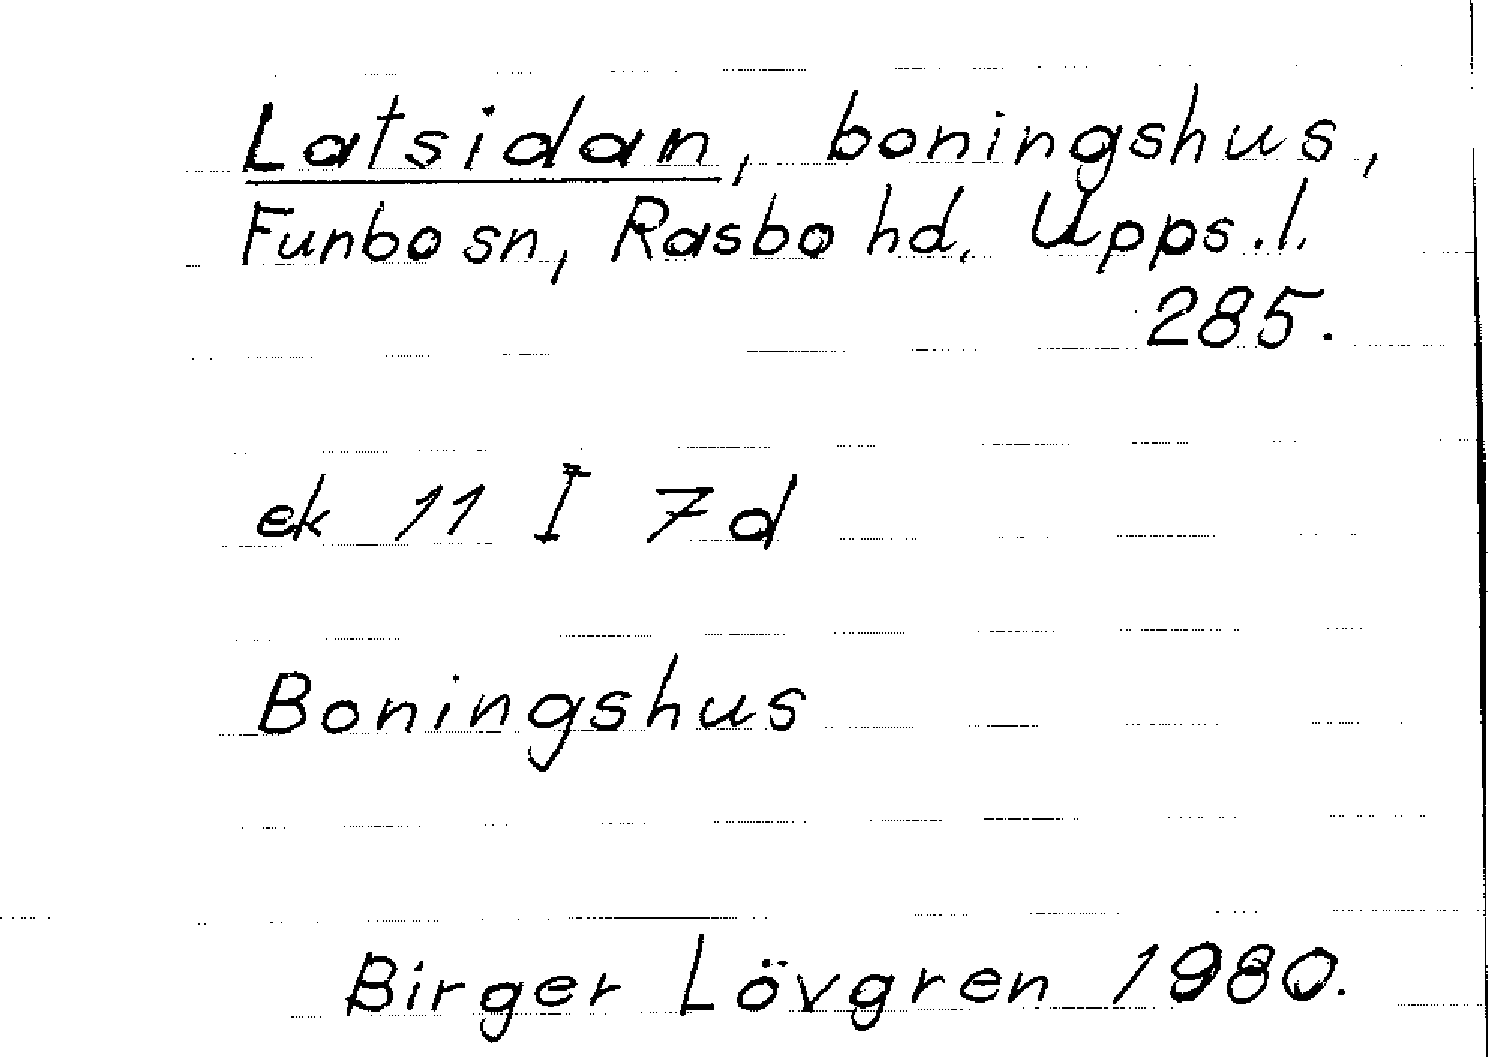 Latsidan, boningshus,
Funbo sn, Rasbo hd, Upps.l.
285.
ek 11 I 7d
Boningshus
Birger Lövgren 1980.